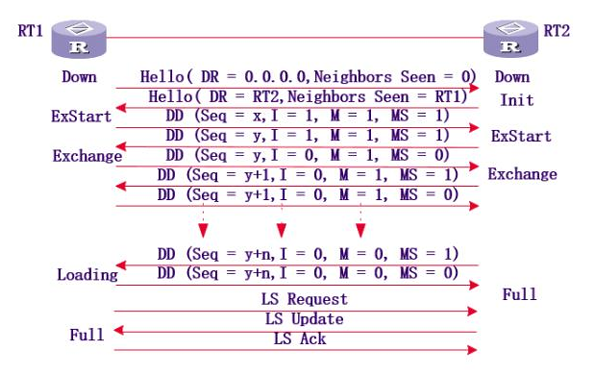 RT1
RT2
R
R
Down
Hello( DR = 0.0.0.0,Neighbors Seen = 0)
Down
Hello( DR = RT2,Neighbors Seen = RT1)
Init
ExStart
DD (Seq = x,I = 1, M = 1, MS = 1)
DD (Seq = y,I = 1, M = 1, MS = 1)
ExStart
Exchange
DD (Seq = y,I = 0, M = 1, MS = 0)
DD (Seq = y+1,I = 0, M = 1, MS = 1)
Exchange
DD (Seq = y+1,I = 0, M = 1, MS = 0)
DD (Seq = y+n,I = 0, M = 0, MS = 1)
Loading
DD (Seq = y+n,I = 0, M = 0, MS = 0)
Full
LS Request
LS Update
Full
LS Ack